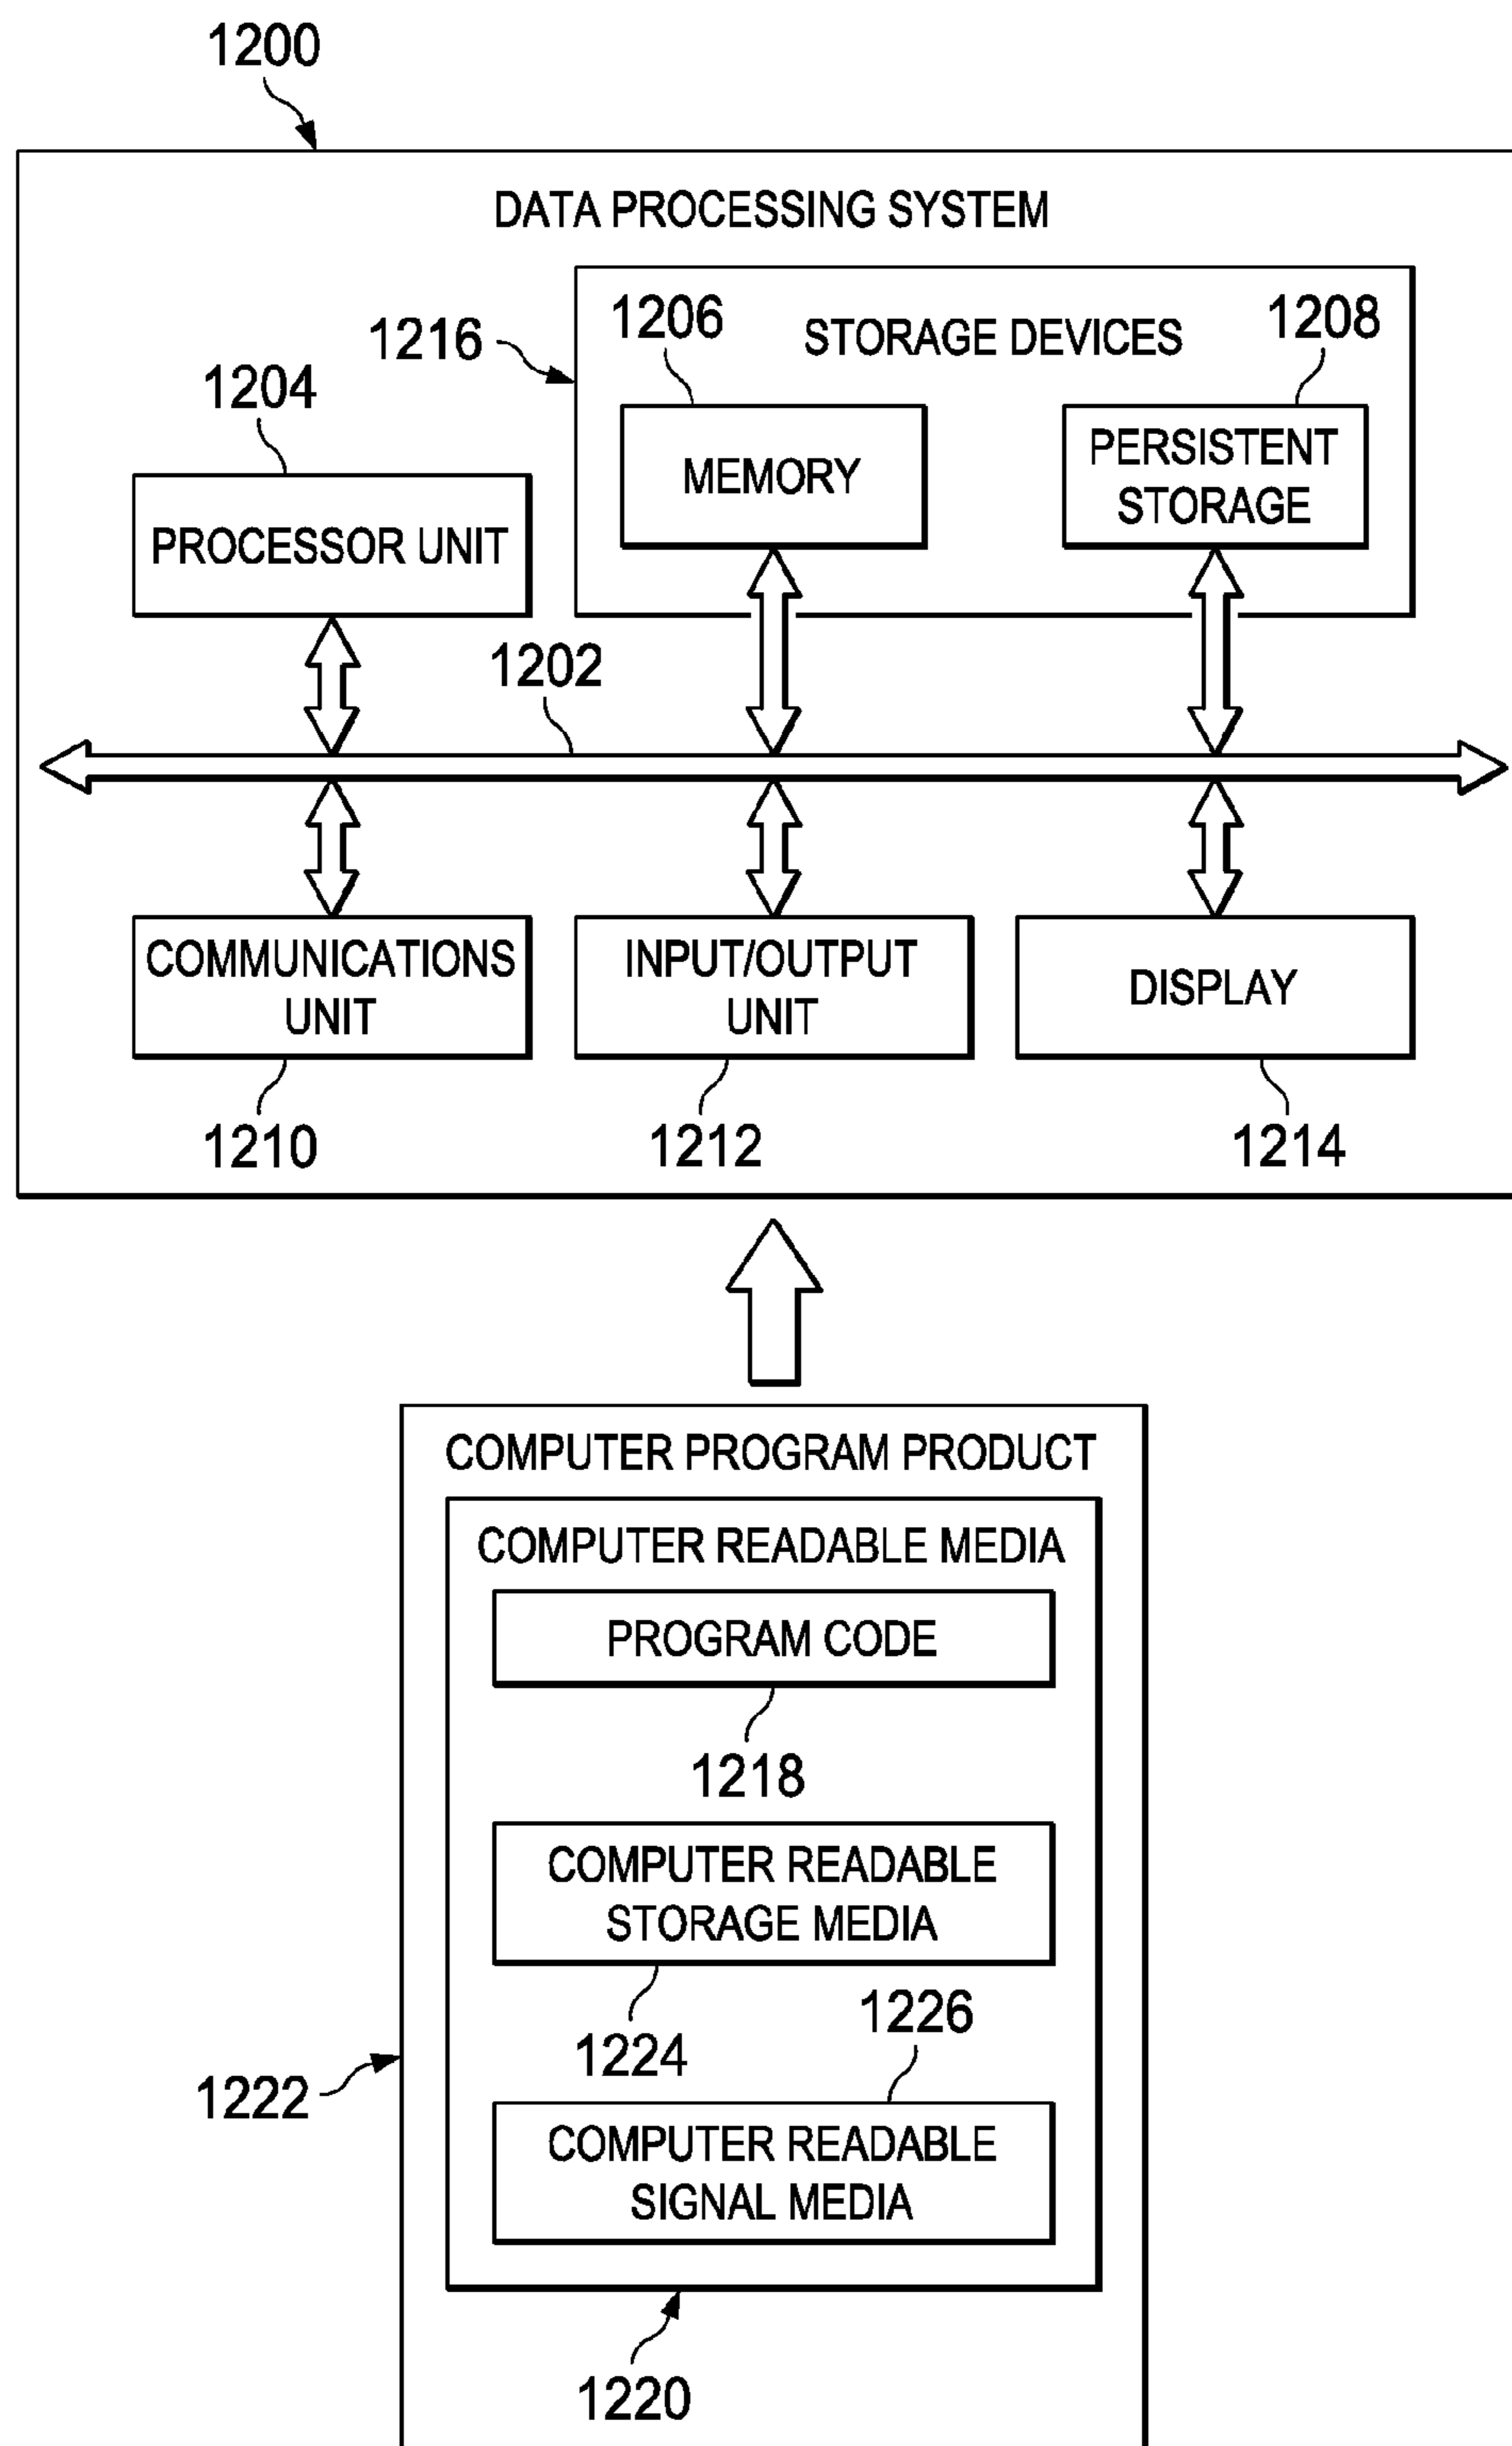 1200
DATA PROCESSING SYSTEM
1206
STORAGE DEVICES
1208
1216
1204
MEMORY
PERSISTENT
STORAGE
PROCESSOR UNIT
1202
COMMUNICATIONS
UNIT
INPUT/OUTPUT
UNIT
DISPLAY
1210
1212
1214
COMPUTER PROGRAM PRODUCT
COMPUTER READABLE MEDIA
PROGRAM CODE
1218
COMPUTER READABLE
STORAGE MEDIA
1224
1226
1222
COMPUTER READABLE
SIGNAL MEDIA
1220